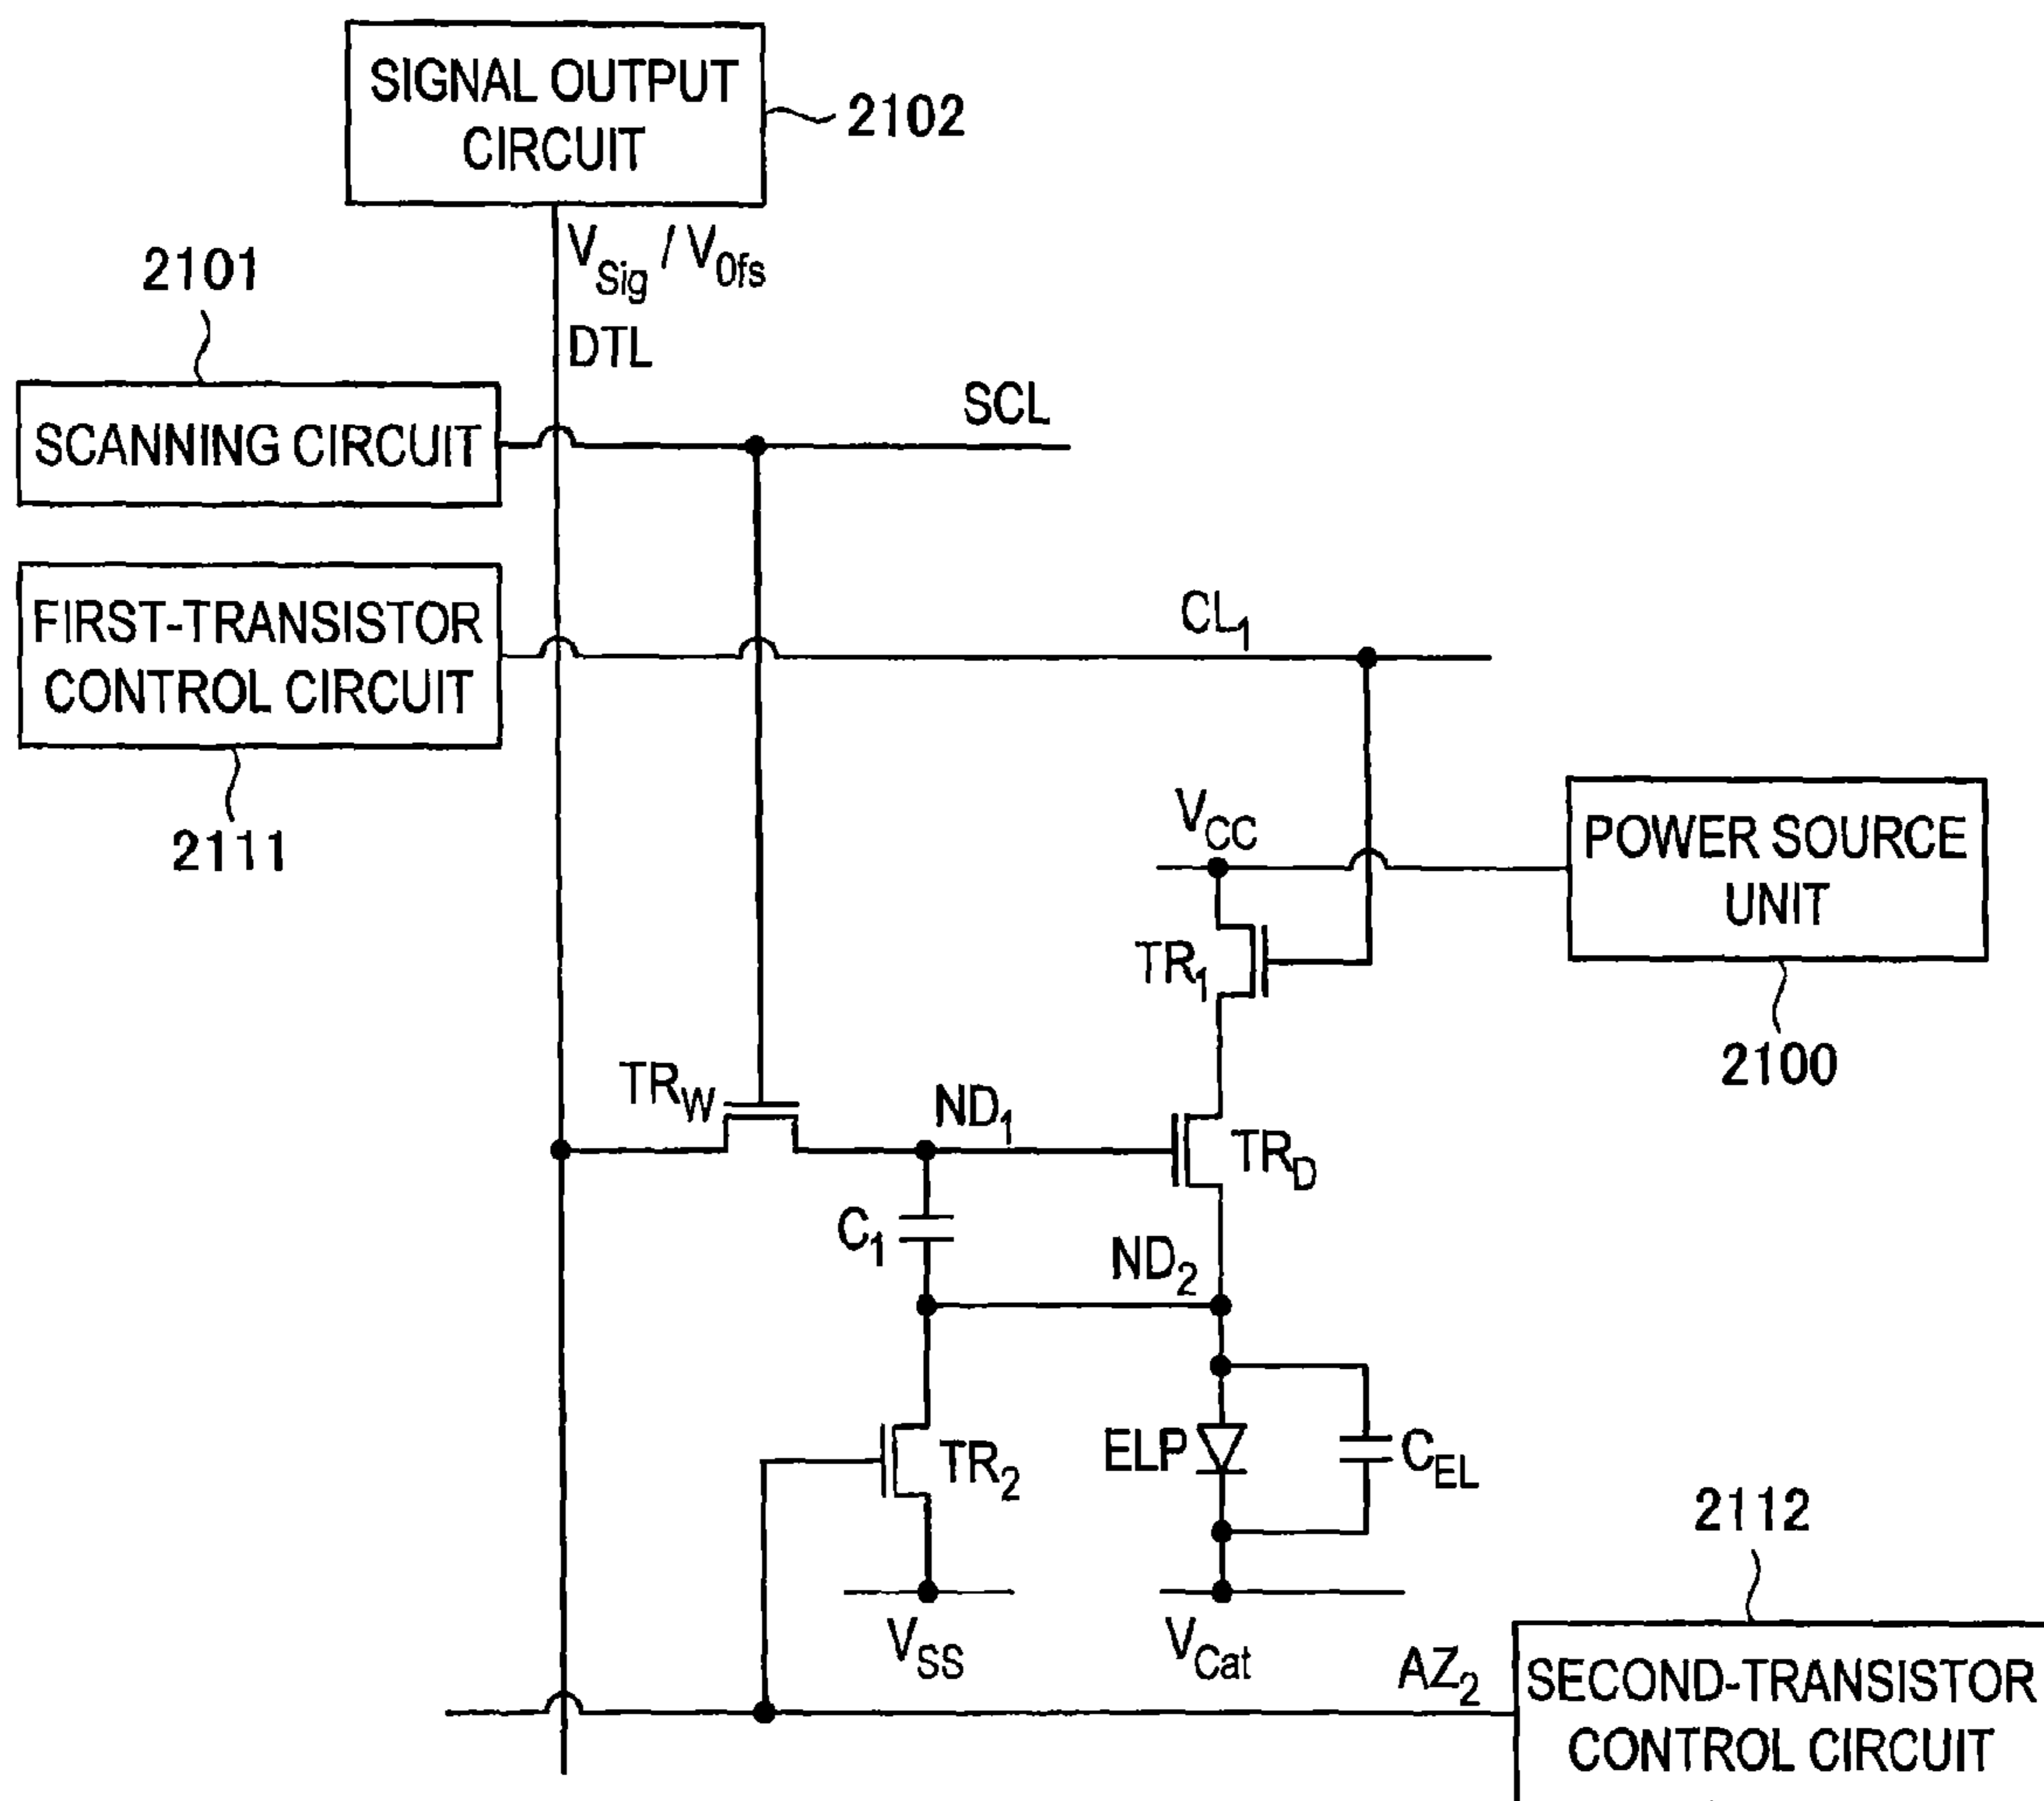 SIGNAL OUTPUT
CIRCUIT
2102
V_Sig / V_Ofs
DTL
2101
SCANNING CIRCUIT
SCL
FIRST-TRANSISTOR
CONTROL CIRCUIT
2111
CL_1
V_CC
POWER SOURCE
UNIT
2100
TR_1
TR_W
ND_1
TR_D
C_1
ND_2
TR_2
ELP
C_EL
V_SS
V_Cat
AZ_2
2112
SECOND-TRANSISTOR
CONTROL CIRCUIT